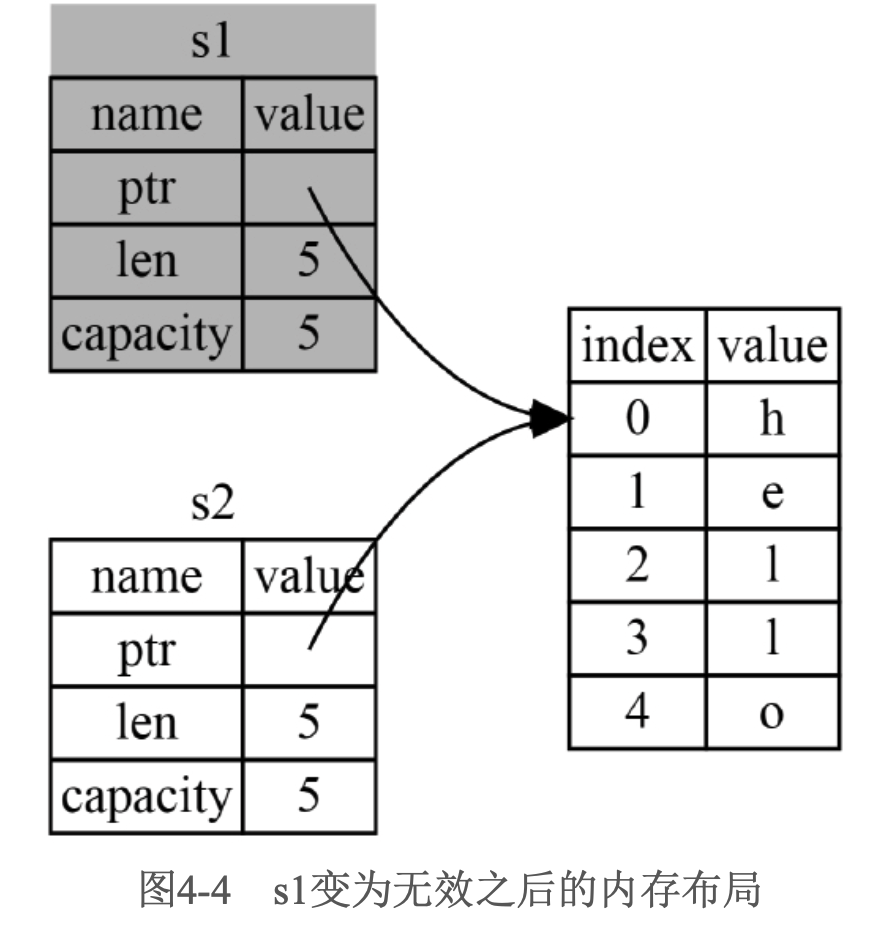 s1
name value
ptr
len 5
capacity 5
s2
name value
ptr
len 5
capacity 5
index value
0 h
1 e
2 l
3 l
4 o
图4-4 s1变为无效之后的内存布局